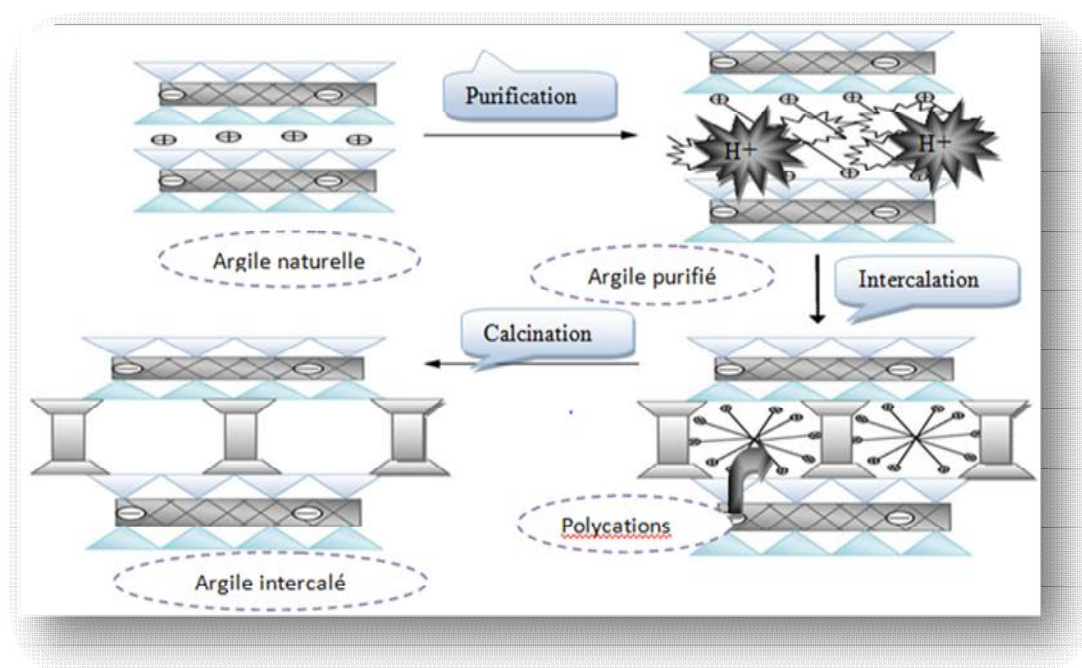 Purification
H+
H+
Argile naturelle
Argile purifié
Intercalation
Calcination
Polycations
Argile intercalé